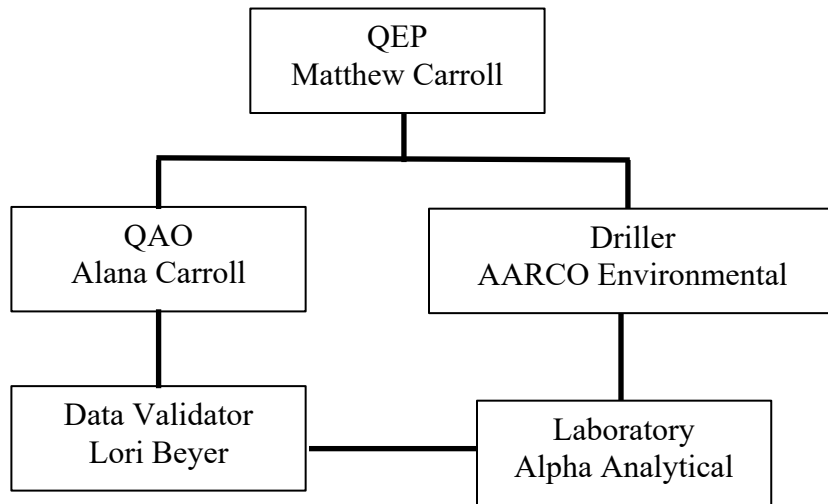 QEP
Matthew Carroll
QAO
Alana Carroll
Driller
AARCO Environmental
Data Validator
Lori Beyer
Laboratory
Alpha Analytical